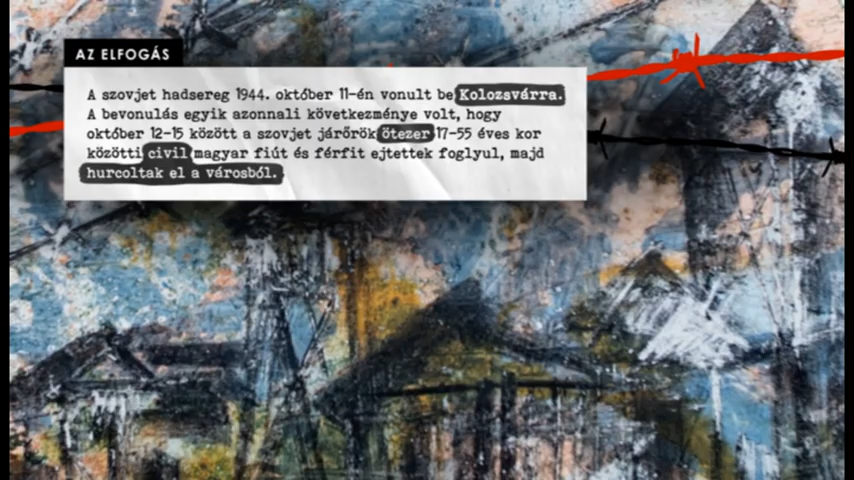 AZ ELFOGÁS
A szovjet hadsereg 1944. október 11-én vonult be Kolozsvárra.
A bevonulás egyik azonnali következménye volt, hogy
október 12-15 között a szovjet járőrök ötezer 17-55 éves kor
közötti civil magyar fiút és férfit ejtettek foglyul, majd
hurcoltak el a városból.